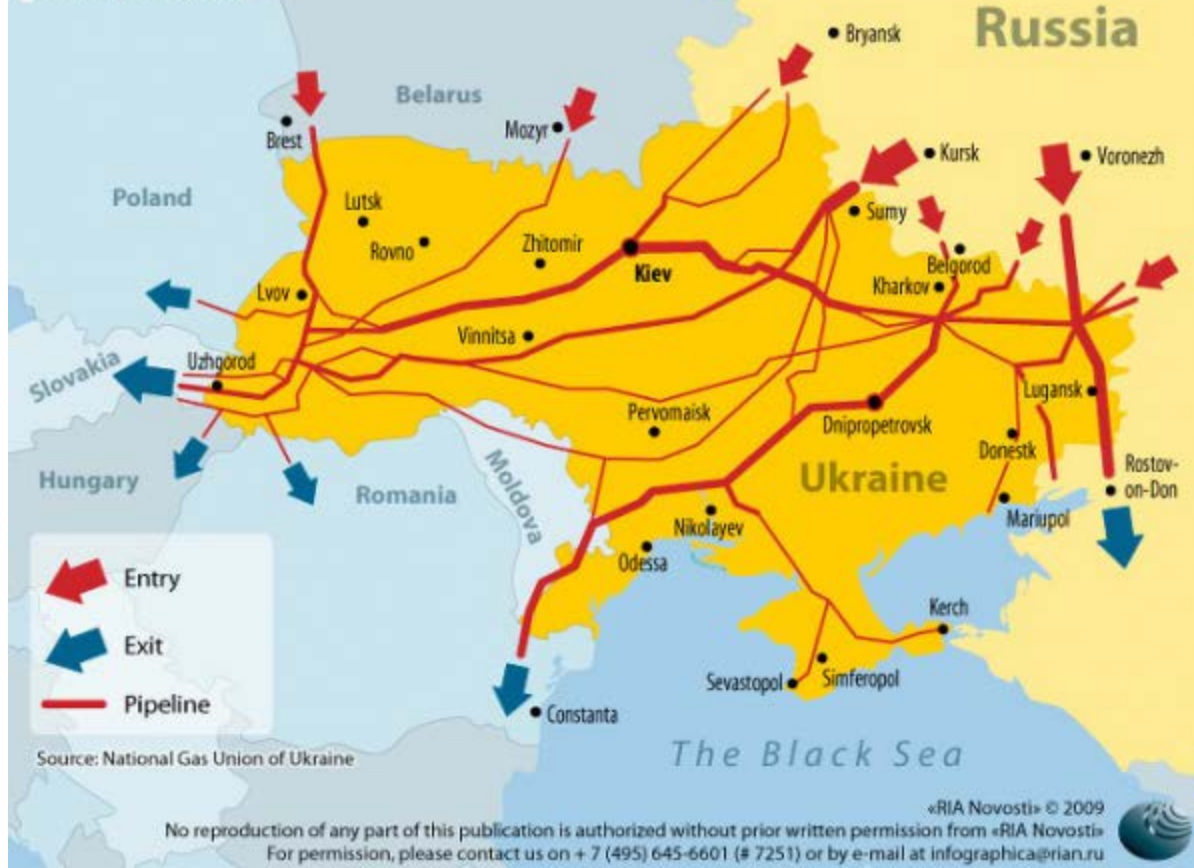 Russia
Bryansk
Belarus
Mozyr
Brest
Kursk
Voronezh
Poland
Lutsk
Sumy
Rovno
Zhitomir
Kiev
Belgorod
Kharkov
Lvov
Vinnitsa
Slovakia
Uzhgorod
Lugansk
Pervomaisk
Dnipropetrovsk
Donestk
Hungary
Romania
Moldova
Ukraine
Rostov-
on-Don
Mariupol
Nikolayev
Odessa
Entry
Kerch
Exit
Sevastopol
Simferopol
Pipeline
Constanta
Source: National Gas Union of Ukraine
The Black Sea
«RIA Novosti» © 2009
No reproduction of any part of this publication is authorized without prior written permission from «RIA Novosti»
For permission, please contact us on + 7 (495) 645-6601 (# 7251) or by e-mail at infographica@rian.ru